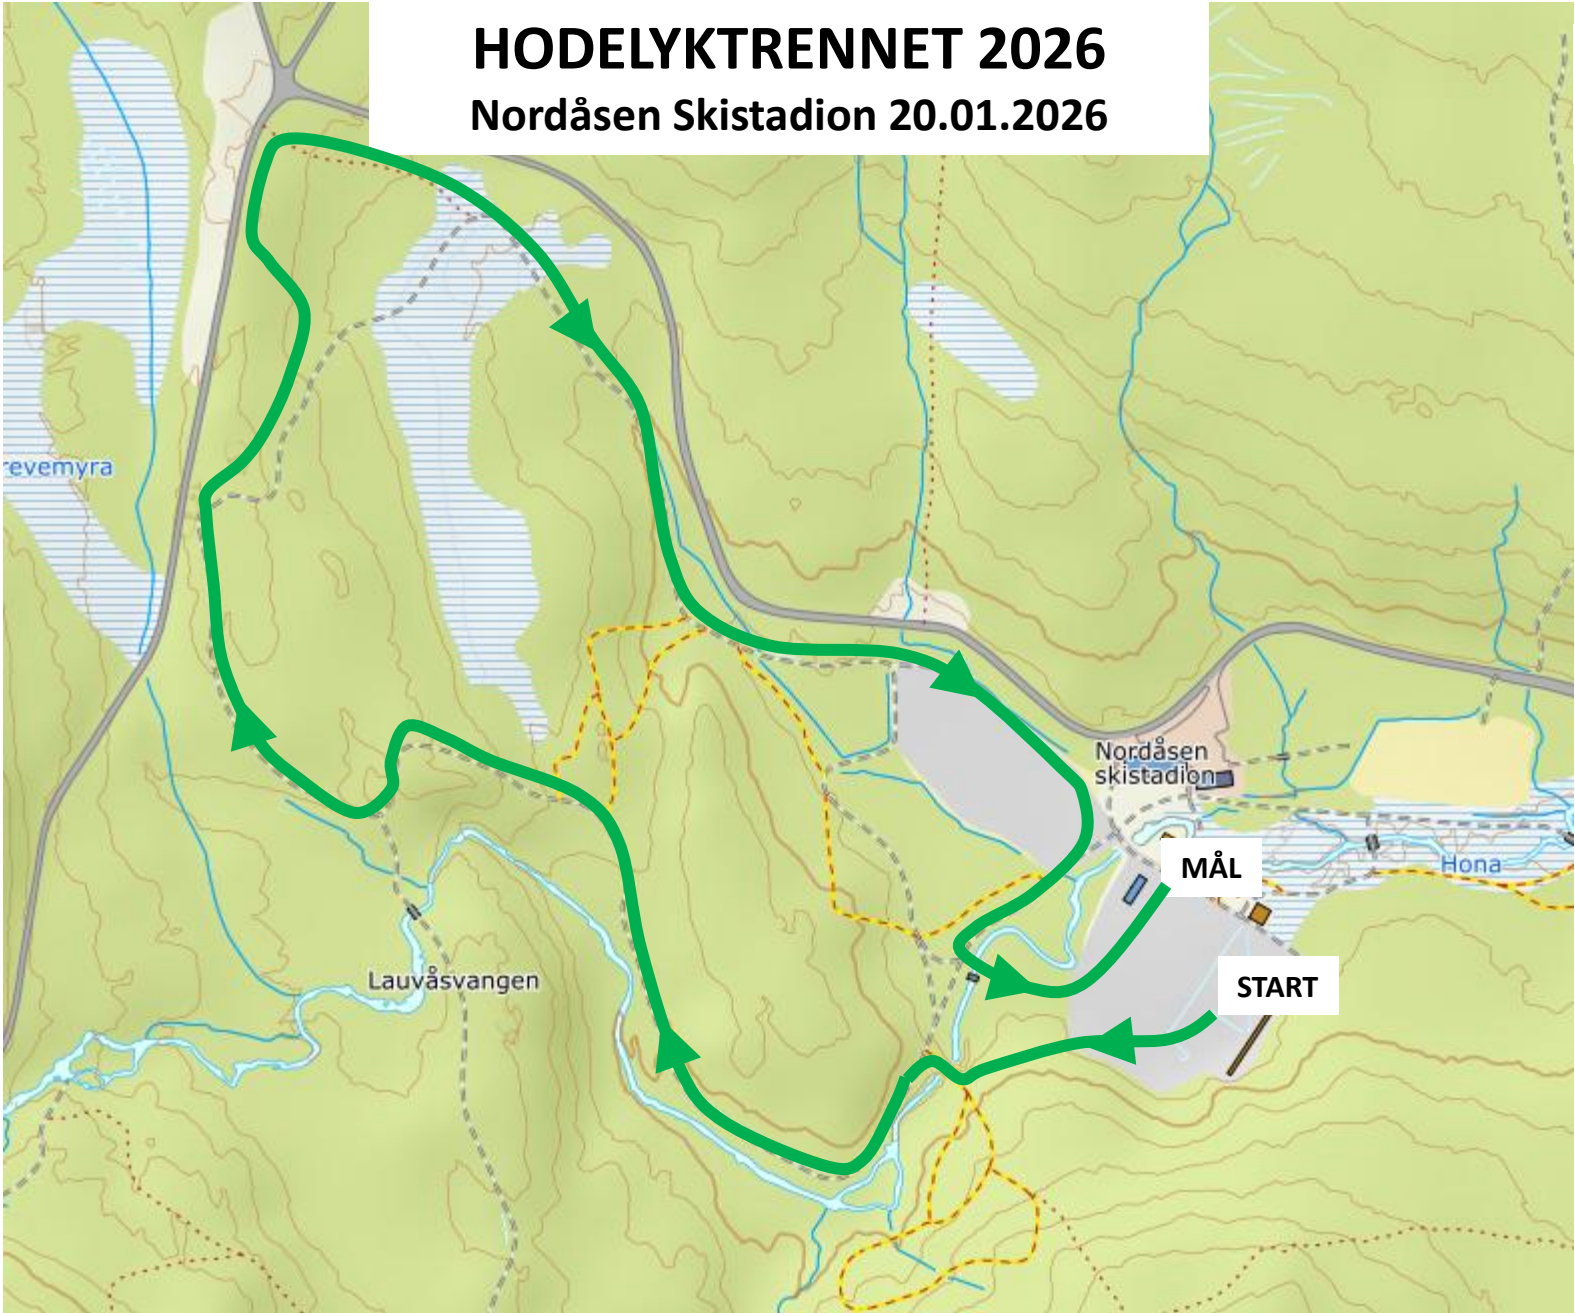 HODELYKTRENNET 2026
Nordåsen Skistadion 20.01.2026
revemyra
Nordåsen
skistadion
MÅL
Hona
Lauvåsvangen
START